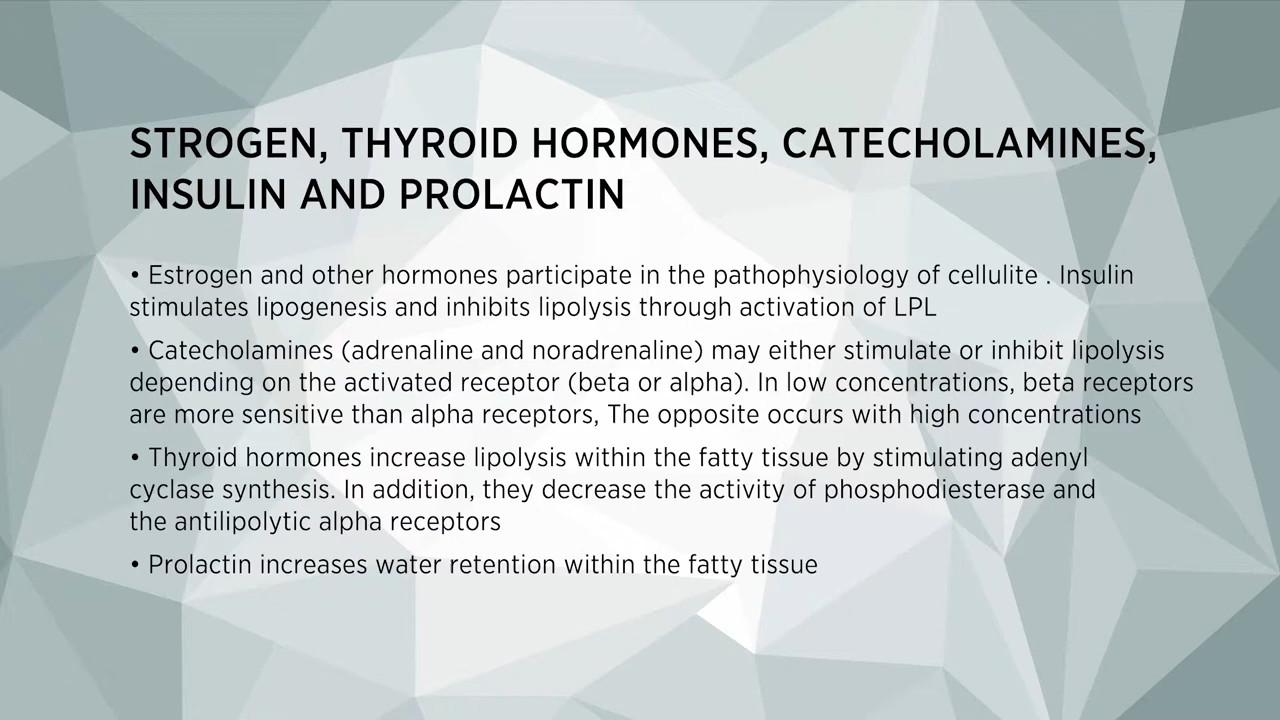 STROGEN, THYROID HORMONES, CATECHOLAMINES,
INSULIN AND PROLACTIN
• Estrogen and other hormones participate in the pathophysiology of cellulite . Insulin
stimulates lipogenesis and inhibits lipolysis through activation of LPL
• Catecholamines (adrenaline and noradrenaline) may either stimulate or inhibit lipolysis
depending on the activated receptor (beta or alpha). In low concentrations, beta receptors
are more sensitive than alpha receptors, The opposite occurs with high concentrations
• Thyroid hormones increase lipolysis within the fatty tissue by stimulating adenyl
cyclase synthesis. In addition, they decrease the activity of phosphodiesterase and
the antilipolytic alpha receptors
• Prolactin increases water retention within the fatty tissue